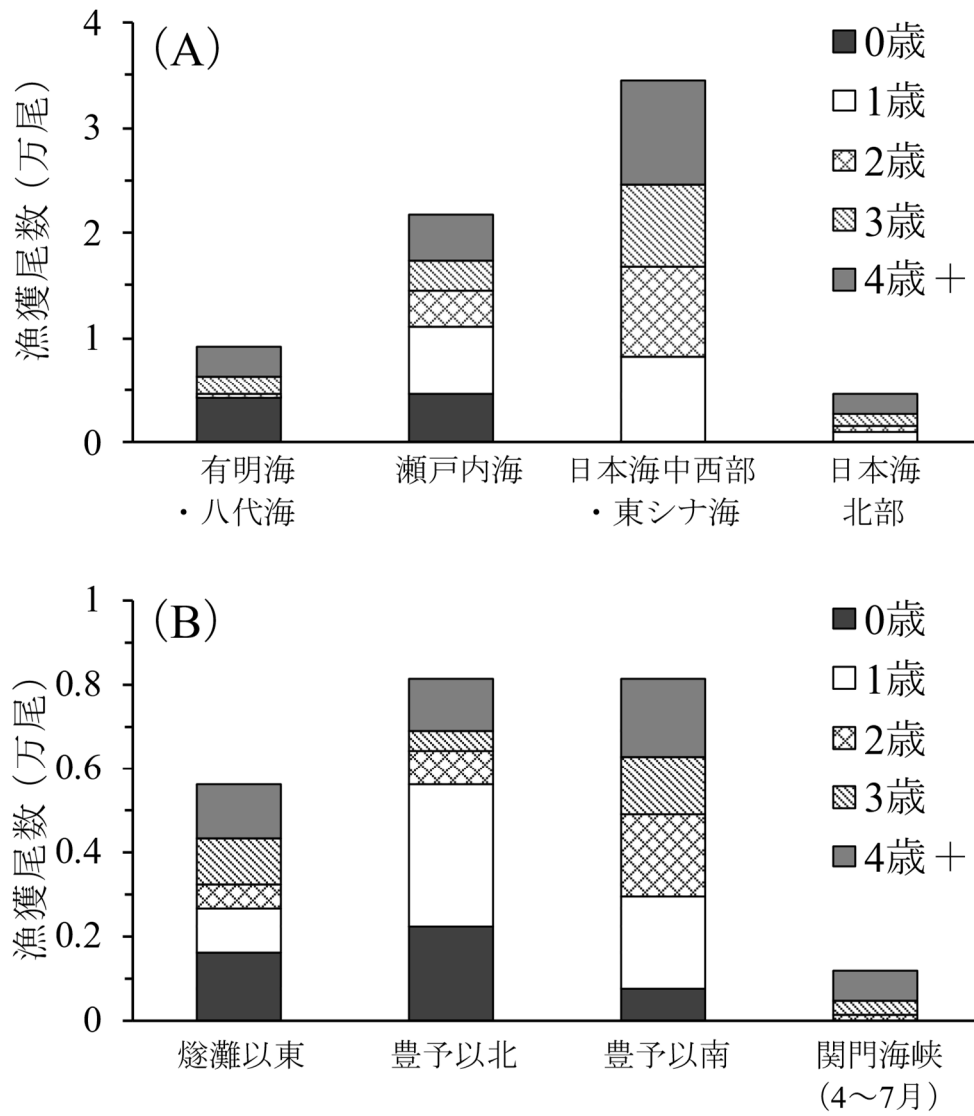 (A)
漁獲尾数 (万尾)
4
3
2
1
0
0歳
1歳
2歳
3歳
4歳＋
有明海
・八代海
瀬戸内海
日本海中西部
・東シナ海
日本海
北部
(B)
漁獲尾数 (万尾)
1
0.8
0.6
0.4
0.2
0
0歳
1歳
2歳
3歳
4歳＋
燧灘以東
豊予以北
豊予以南
関門海峡
(4～7月)